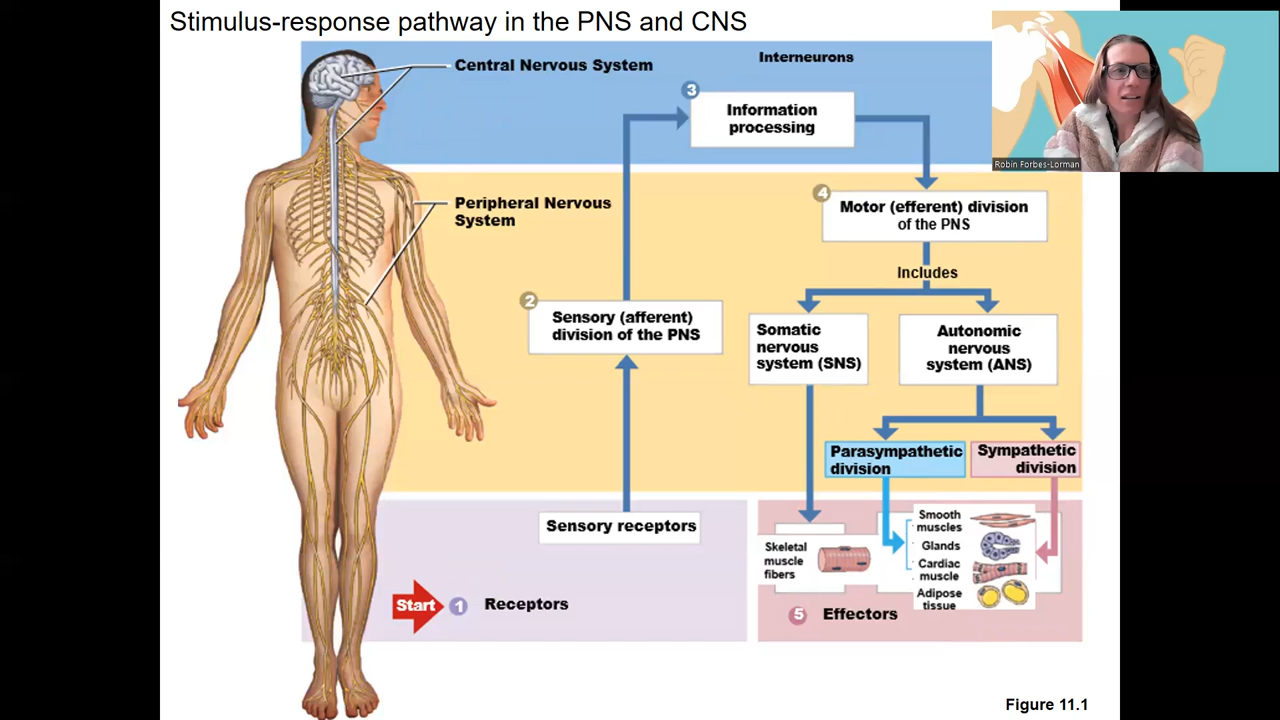 Stimulus-response pathway in the PNS and CNS
Central Nervous System
Interneurons
3
Information
processing
Robin Forbes-Lorman
Peripheral Nervous
System
4
Motor (efferent) division
of the PNS
Includes
2
Sensory (afferent)
division of the PNS
Somatic
nervous
system (SNS)
Autonomic
nervous
system (ANS)
Parasympathetic
division
Sympathetic
division
Sensory receptors
Skeletal
muscle
fibers
Smooth
muscles
Glands
Cardiac
muscle
Adipose
tissue
Start
1
Receptors
5
Effectors
Figure 11.1